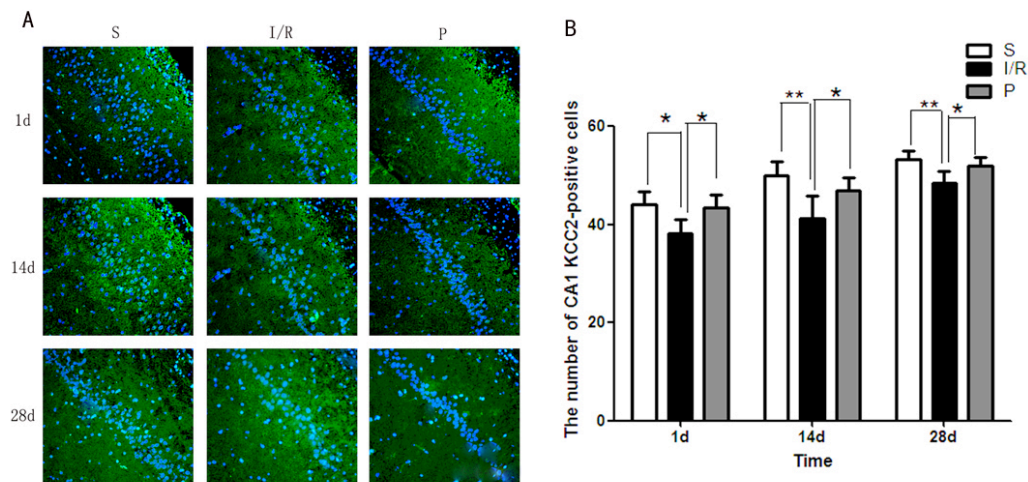 A
S I/R P
1d
14d
28d
B
S
I/R
P
The number of CA1 KCC2-positive cells
60
40
20
0
* * ** * ** *
1d 14d 28d
Time